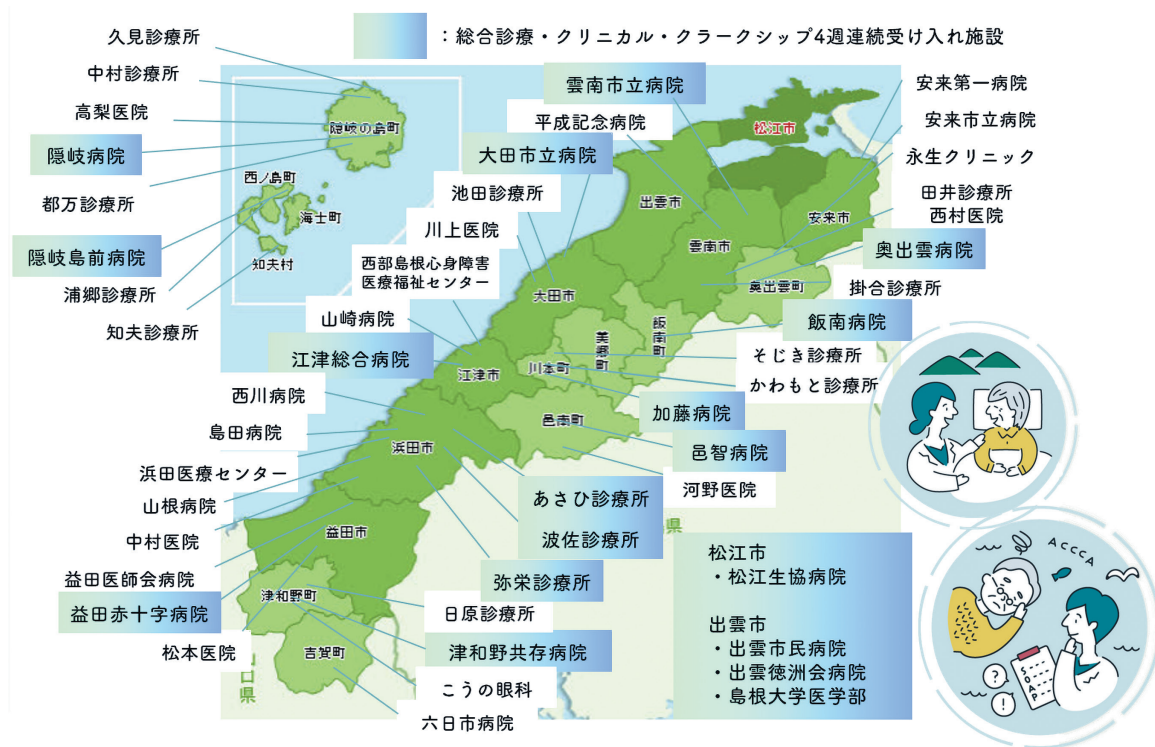 ：総合診療・クリニカル・クラークシップ4週連続受け入れ施設
久見診療所
中村診療所
高梨医院
隠岐病院
都万診療所
隠岐島前病院
浦郷診療所
知夫診療所
隠岐の島町
西ノ島町
海士町
知夫村
雲南市立病院
平成記念病院
大田市立病院
池田診療所
川上医院
西部島根心身障害
医療福祉センター
山崎病院
江津総合病院
西川病院
島田病院
浜田医療センター
山根病院
中村医院
益田医師会病院
益田赤十字病院
松本医院
安来第一病院
安来市立病院
永生クリニック
田井診療所
西村医院
奥出雲病院
掛合診療所
飯南病院
そじき診療所
かわもと診療所
加藤病院
邑智病院
河野医院
あさひ診療所
波佐診療所
弥栄診療所
日原診療所
津和野共存病院
こうの眼科
六日市病院
松江市
出雲市
安来市
雲南市
奥出雲町
大田市
飯南町
美郷町
川本町
江津市
邑南町
浜田市
益田市
津和野町
吉賀町
口県
県
松江市
・松江生協病院
出雲市
・出雲市民病院
・出雲徳洲会病院
・島根大学医学部
ACCCA
SOAP
?
!